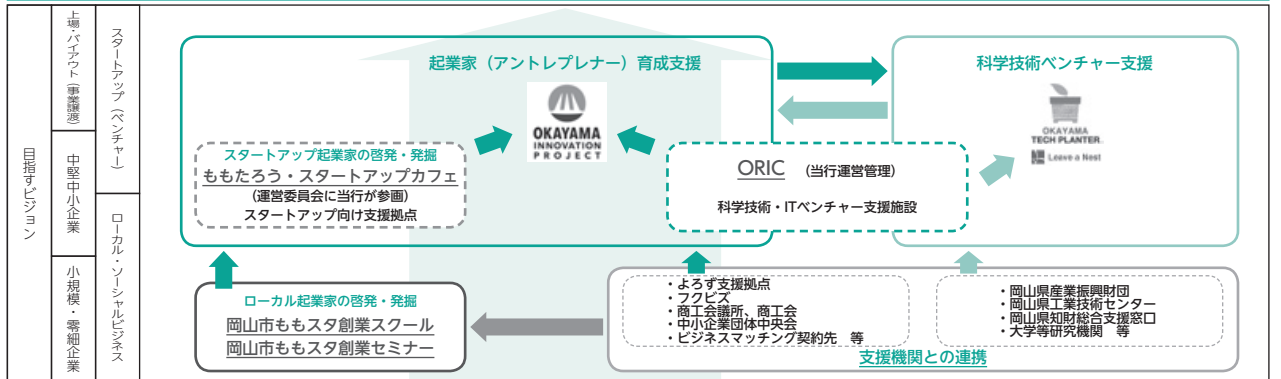 目指すビジョン
上場・バイアウト（事業譲渡）
中堅中小企業
小規模・零細企業
スタートアップ（ベンチャー）
ローカル・ソーシャルビジネス
起業家（アントレプレナー）育成支援
OKAYAMA
INNOVATION
PROJECT
スタートアップ起業家の啓発・発掘
ももたろう・スタートアップカフェ
（運営委員会に当行が参画）
スタートアップ向け支援拠点
ORIC （当行運営管理）
科学技術・ITベンチャー支援施設
科学技術ベンチャー支援
OKAYAMA
TECH PLANTER
Leave a Nest
ローカル起業家の啓発・発掘
岡山市ももスタ創業スクール
岡山市ももスタ創業セミナー
・よろず支援拠点
・フクビズ
・商工会議所、商工会
・中小企業団体中央会
・ビジネスマッチング契約先　等
・岡山県産業振興財団
・岡山県工業技術センター
・岡山県知財総合支援窓口
・大学等研究機関　等
支援機関との連携